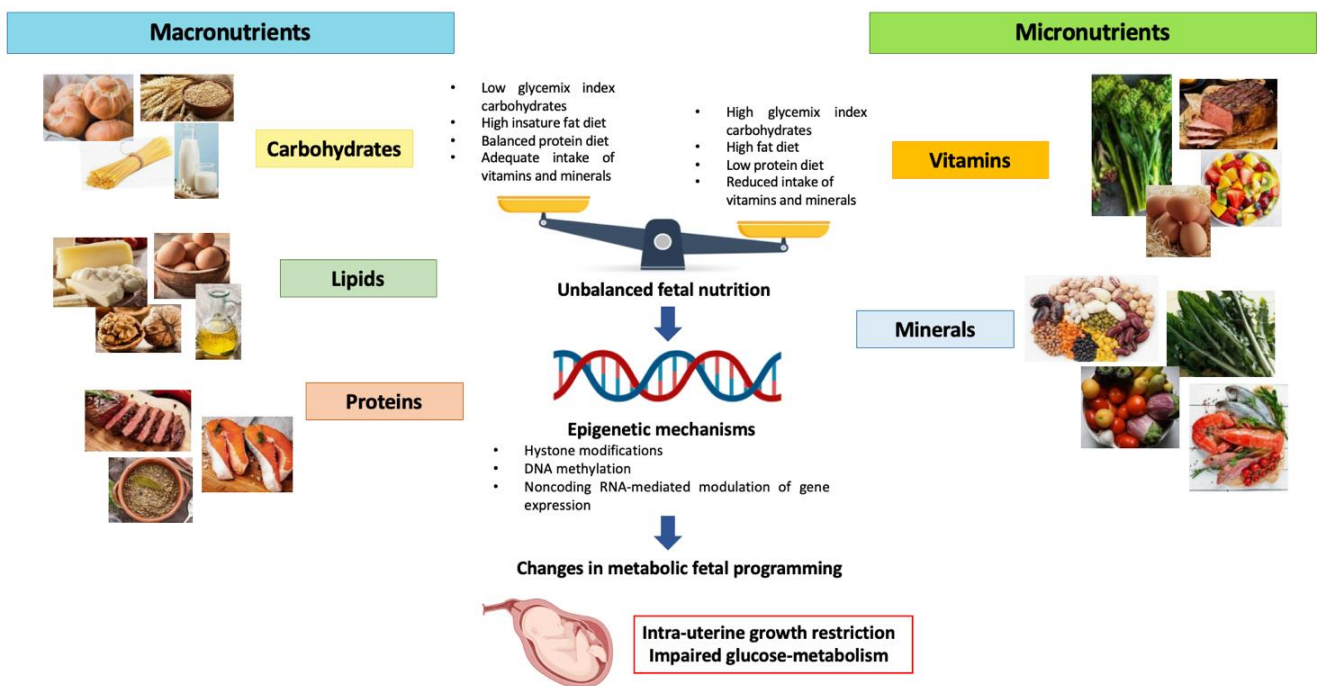 Macronutrients
Micronutrients
Carbohydrates
Lipids
Proteins
• Low glycemix index
carbohydrates
• High insature fat diet
• Balanced protein diet
• Adequate intake of
vitamins and minerals
• High glycemix index
carbohydrates
• High fat diet
• Low protein diet
• Reduced intake of
vitamins and minerals
Vitamins
Minerals
Unbalanced fetal nutrition
Epigenetic mechanisms
• Hystone modifications
• DNA methylation
• Noncoding RNA-mediated modulation of gene
expression
Changes in metabolic fetal programming
Intra-uterine growth restriction
Impaired glucose-metabolism